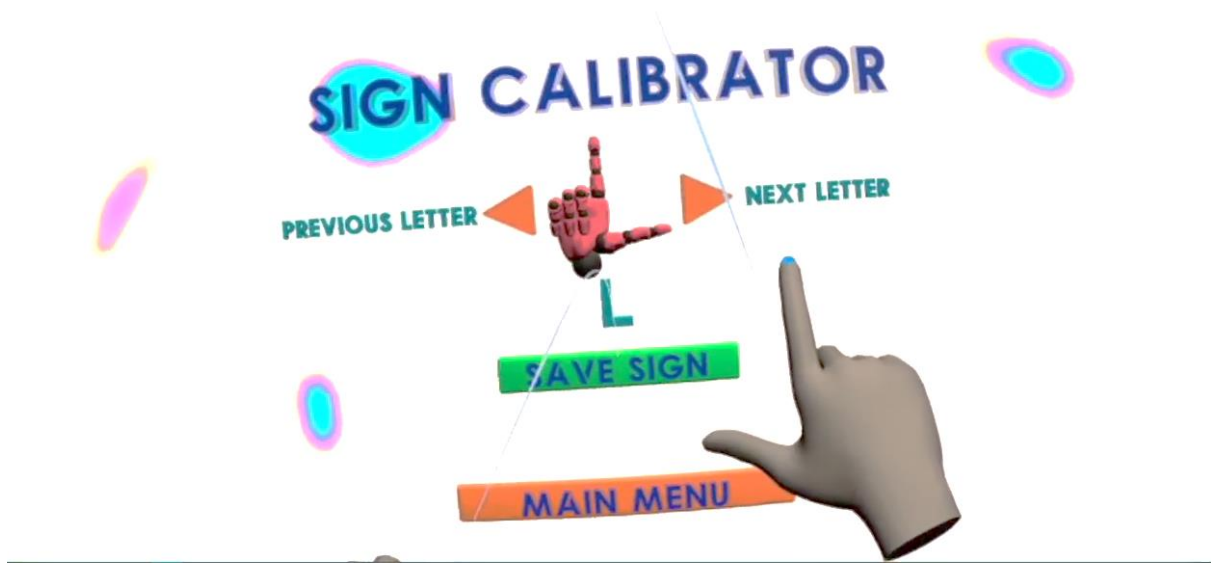 SIGN CALIBRATOR
PREVIOUS LETTER
NEXT LETTER
L
SAVE SIGN
MAIN MENU